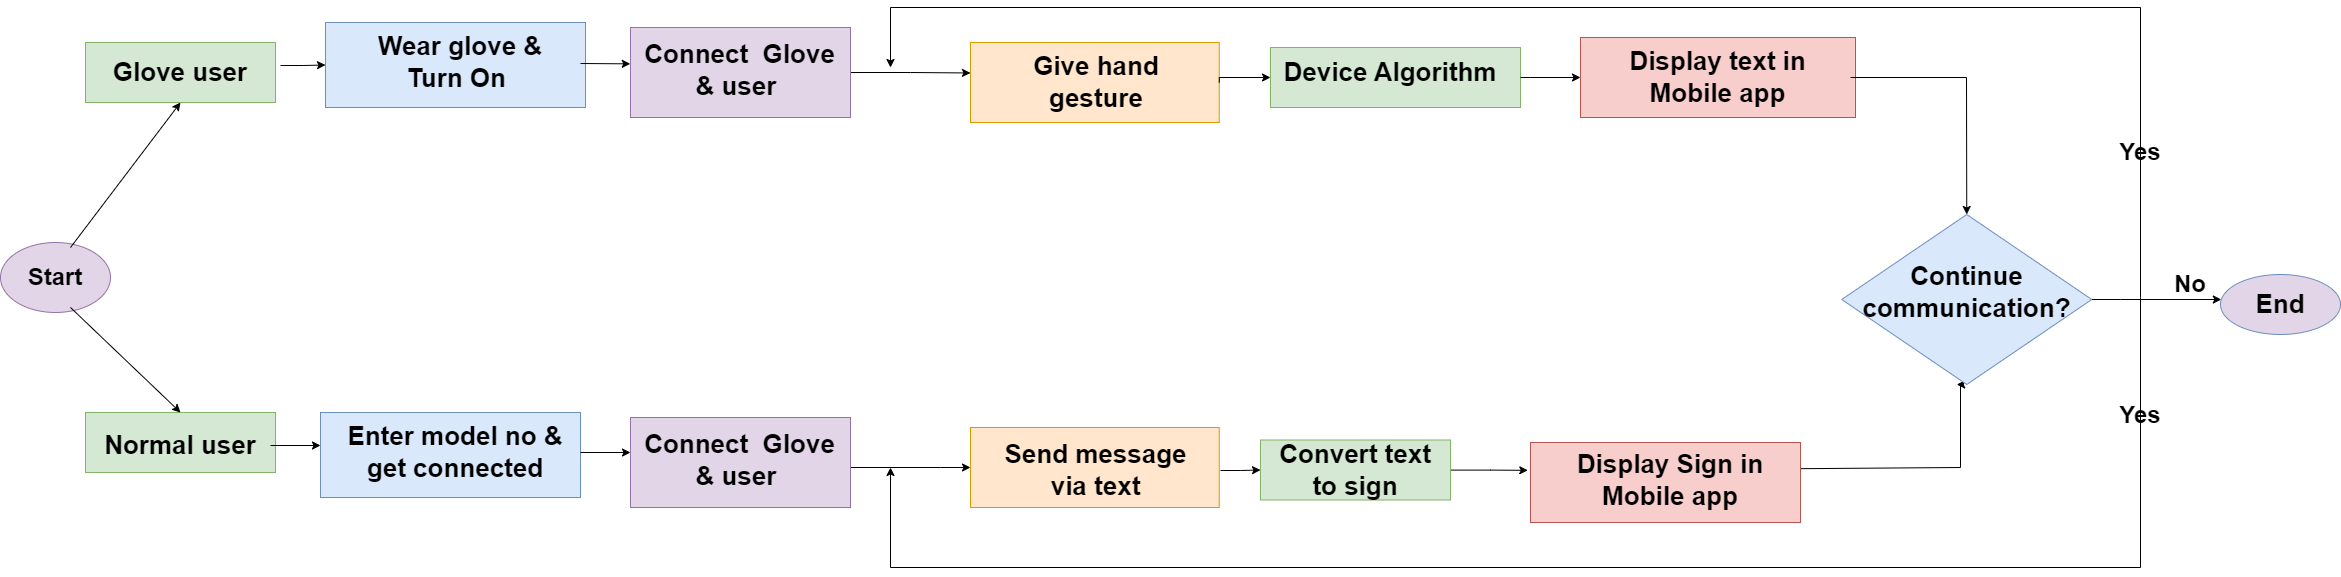 Glove user
Wear glove &
Turn On
Connect  Glove
& user
Give hand
gesture
Device Algorithm
Display text in
Mobile app
Yes
Start
Continue
communication?
No
End
Yes
Normal user
Enter model no &
get connected
Connect  Glove
& user
Send message
via text
Convert text
to sign
Display Sign in
Mobile app